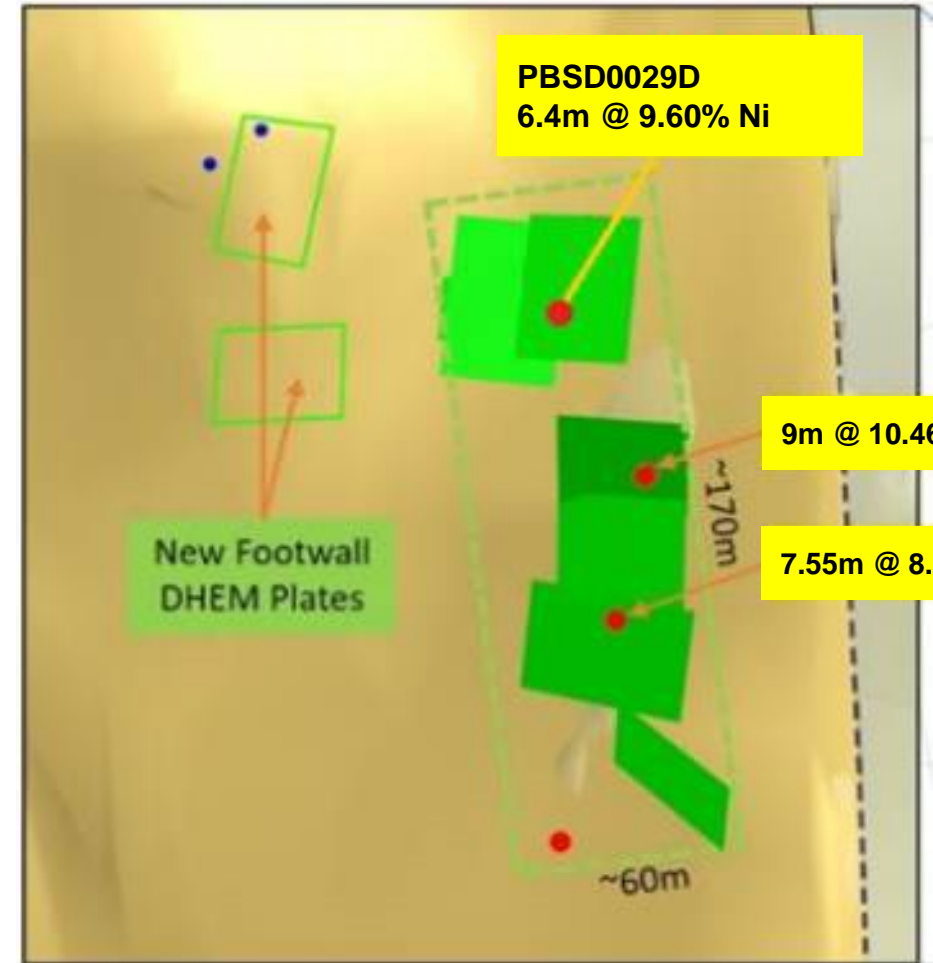 PBSD0029D
6.4m @ 9.60% Ni
9m @ 10.46
~170m
7.55m @ 8.
New Footwall
DHEM Plates
~60m